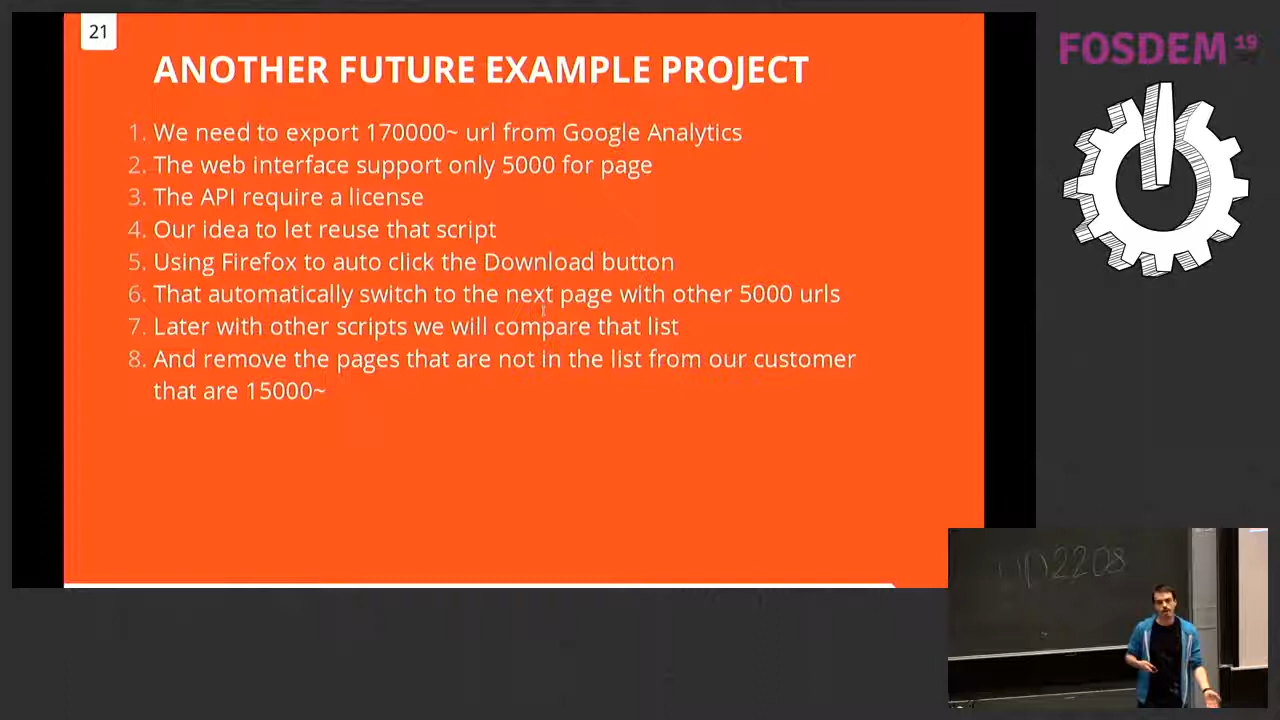 21
ANOTHER FUTURE EXAMPLE PROJECT
1. We need to export 170000~ url from Google Analytics
2. The web interface support only 5000 for page
3. The API require a license
4. Our idea to let reuse that script
5. Using Firefox to auto click the Download button
6. That automatically switch to the next page with other 5000 urls
7. Later with other scripts we will compare that list
8. And remove the pages that are not in the list from our customer
that are 15000~
FOSDEM 19